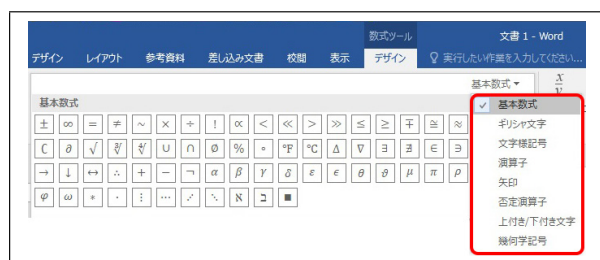 数式ツール
文書 1 - Word
デザイン レイアウト 参考資料 差し込み文書 校閲 表示 デザイン 実行したい作業を入力してください...
基本数式
x
y
基本数式
± ∞ = ≠ ~ × ÷ ! ∝ < ≪ > ≫ ≤ ≥ ∓ ≅ ≈
∁ ∂ √ ∛ ∜ ∪ ∩ ∅ % ° °F °C ∆ ∇ ∃ ∄ ∈ ∋
→ ↓ ↔ ∴ + − ¬ α β γ δ ε ϵ θ ϑ μ π ρ
φ ω * · ⋮ ⋯ ⋰ ⋱ ℵ ℶ ∎
基本数式
ギリシャ文字
文字様記号
演算子
矢印
否定演算子
上付き/下付き文字
幾何学記号